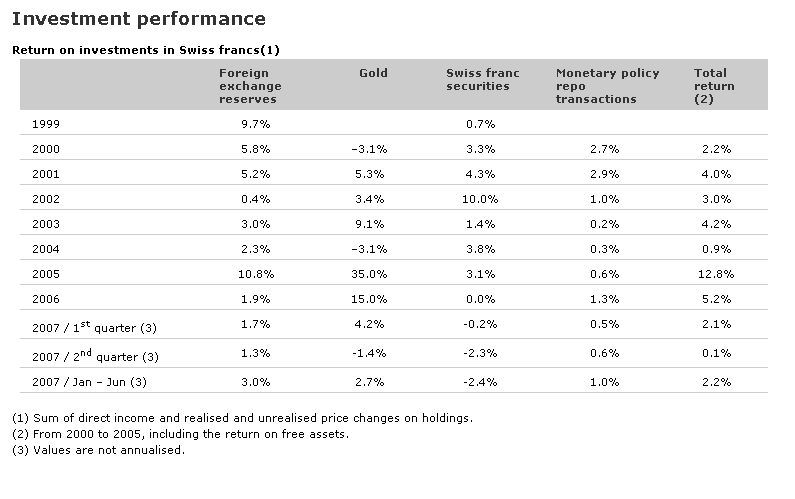 Investment performance
Return on investments in Swiss francs(1)
Foreign exchange reserves Gold Swiss franc securities Monetary policy repo transactions Total return (2)
1999 9.7% 0.7%
2000 5.8% −3.1% 3.3% 2.7% 2.2%
2001 5.2% 5.3% 4.3% 2.9% 4.0%
2002 0.4% 3.4% 10.0% 1.0% 3.0%
2003 3.0% 9.1% 1.4% 0.2% 4.2%
2004 2.3% −3.1% 3.8% 0.3% 0.9%
2005 10.8% 35.0% 3.1% 0.6% 12.8%
2006 1.9% 15.0% 0.0% 1.3% 5.2%
2007 / 1st quarter (3) 1.7% 4.2% -0.2% 0.5% 2.1%
2007 / 2nd quarter (3) 1.3% -1.4% -2.3% 0.6% 0.1%
2007 / Jan – Jun (3) 3.0% 2.7% -2.4% 1.0% 2.2%
(1) Sum of direct income and realised and unrealised price changes on holdings.
(2) From 2000 to 2005, including the return on free assets.
(3) Values are not annualised.